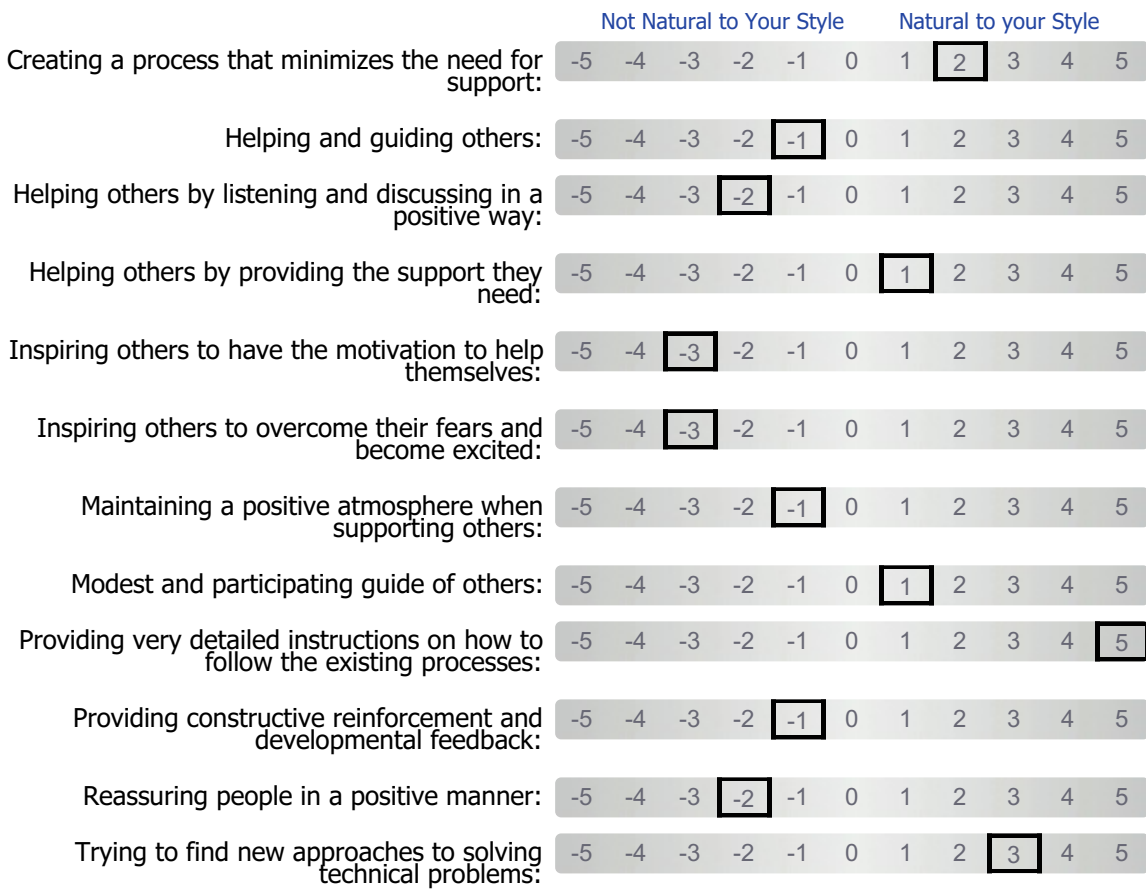 Not Natural to Your Style Natural to your Style
Creating a process that minimizes the need for
support:
-5 -4 -3 -2 -1 0 1 2 3 4 5
Helping and guiding others:
-5 -4 -3 -2 -1 0 1 2 3 4 5
Helping others by listening and discussing in a
positive way:
-5 -4 -3 -2 -1 0 1 2 3 4 5
Helping others by providing the support they
need:
-5 -4 -3 -2 -1 0 1 2 3 4 5
Inspiring others to have the motivation to help
themselves:
-5 -4 -3 -2 -1 0 1 2 3 4 5
Inspiring others to overcome their fears and
become excited:
-5 -4 -3 -2 -1 0 1 2 3 4 5
Maintaining a positive atmosphere when
supporting others:
-5 -4 -3 -2 -1 0 1 2 3 4 5
Modest and participating guide of others:
-5 -4 -3 -2 -1 0 1 2 3 4 5
Providing very detailed instructions on how to
follow the existing processes:
-5 -4 -3 -2 -1 0 1 2 3 4 5
Providing constructive reinforcement and
developmental feedback:
-5 -4 -3 -2 -1 0 1 2 3 4 5
Reassuring people in a positive manner:
-5 -4 -3 -2 -1 0 1 2 3 4 5
Trying to find new approaches to solving
technical problems:
-5 -4 -3 -2 -1 0 1 2 3 4 5